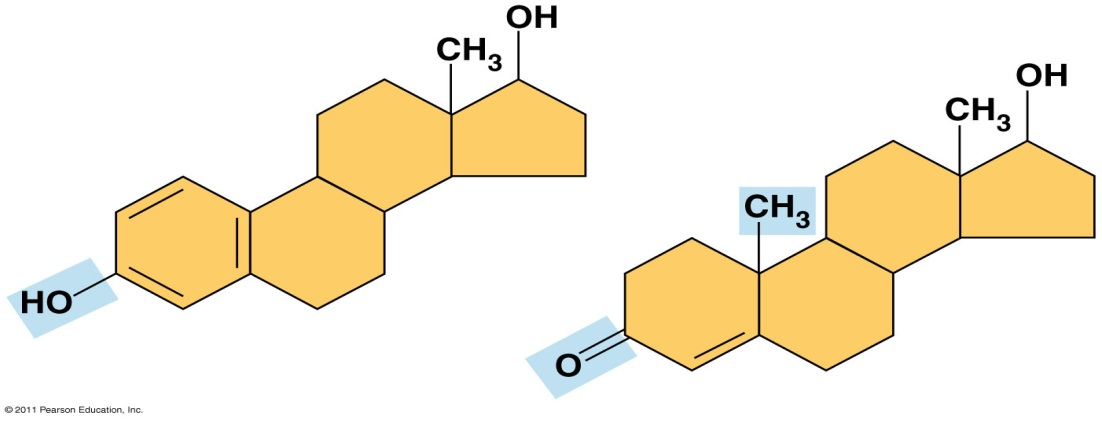 OH
CH3
HO
OH
CH3
CH3
O
© 2011 Pearson Education, Inc.